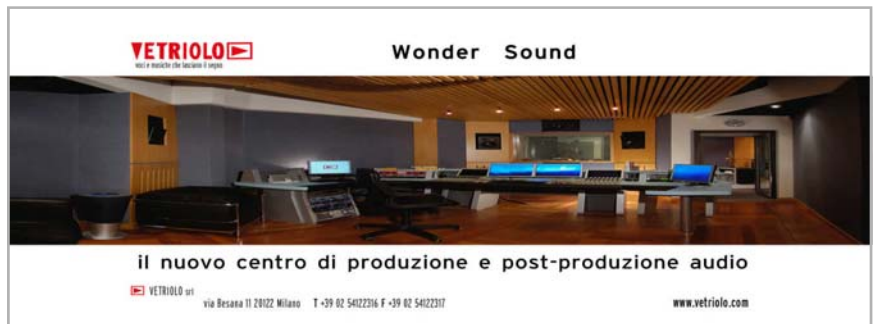 VETRIOLO
voci e musiche che lasciano il segno
Wonder Sound
il nuovo centro di produzione e post-produzione audio
VETRIOLO srl
via Besana 11 20122 Milano T +39 02 54122316 F +39 02 54122317
www.vetriolo.com